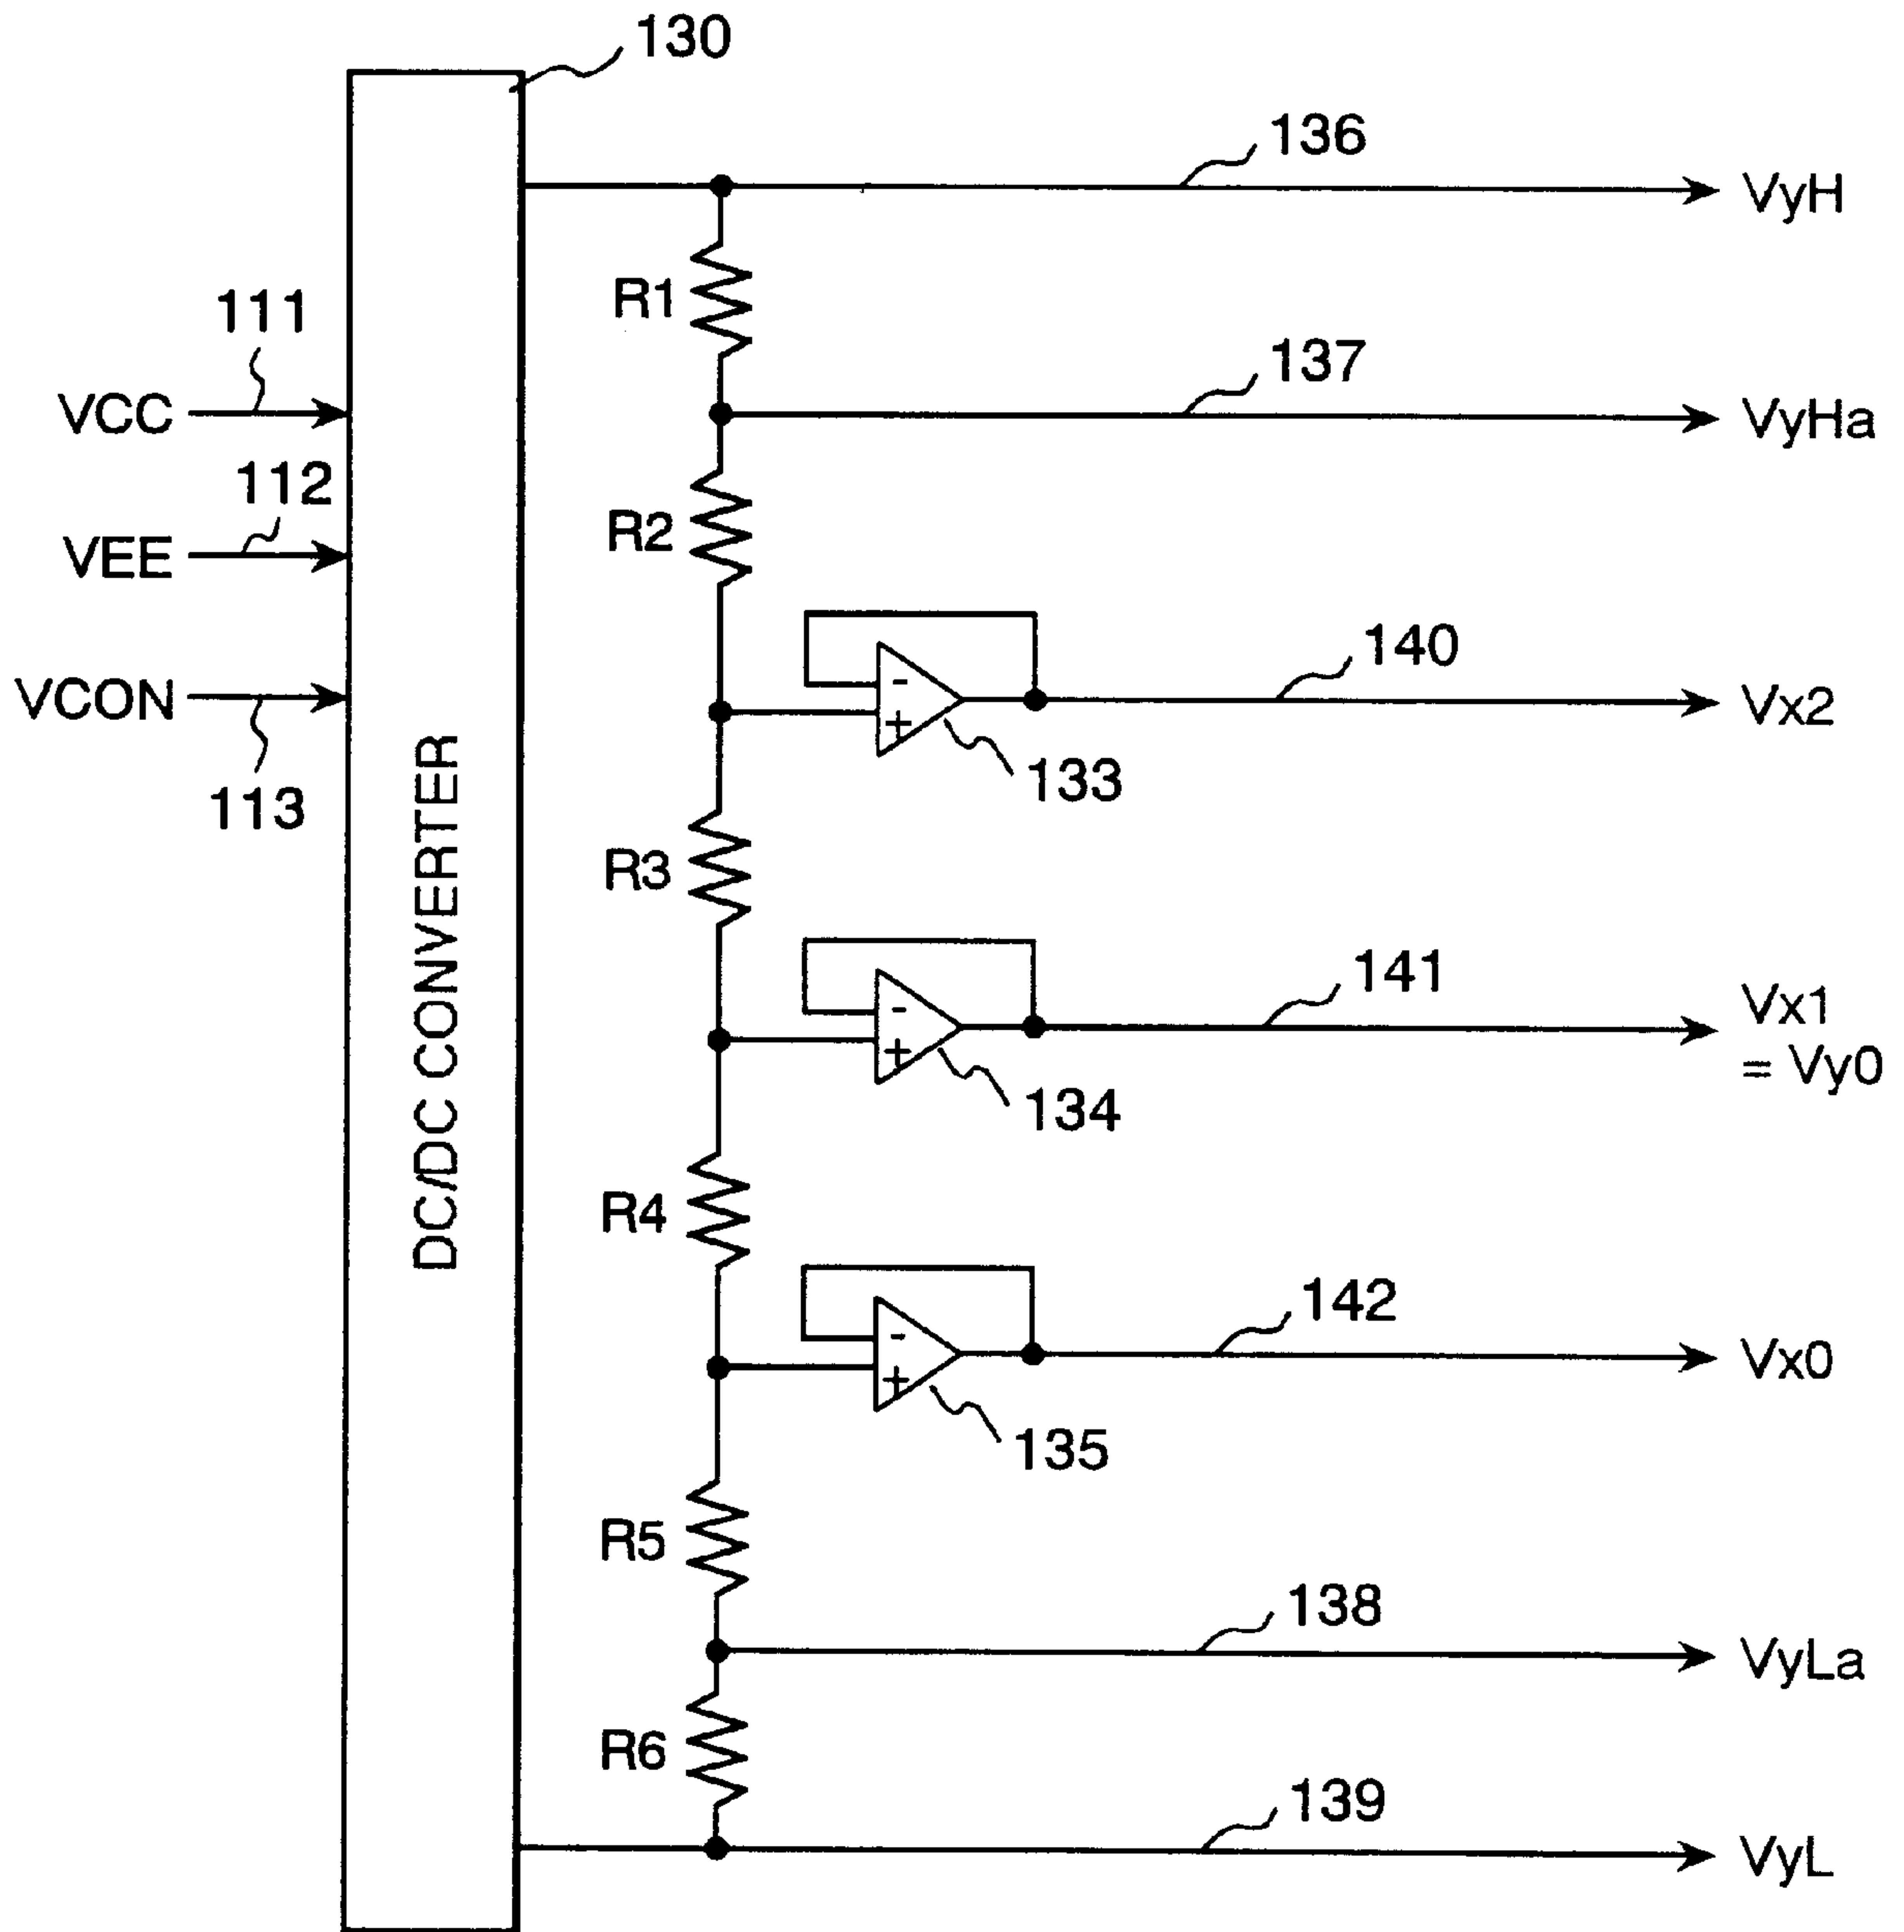 130
136
VyH
111
R1
137
VCC
VyHa
112
R2
VEE
140
VCON
Vx2
133
113
DC/DC CONVERTER
R3
141
Vx1
= Vy0
-
+
-
+
-
+
134
R4
142
Vx0
135
R5
138
VyLa
R6
139
VyL